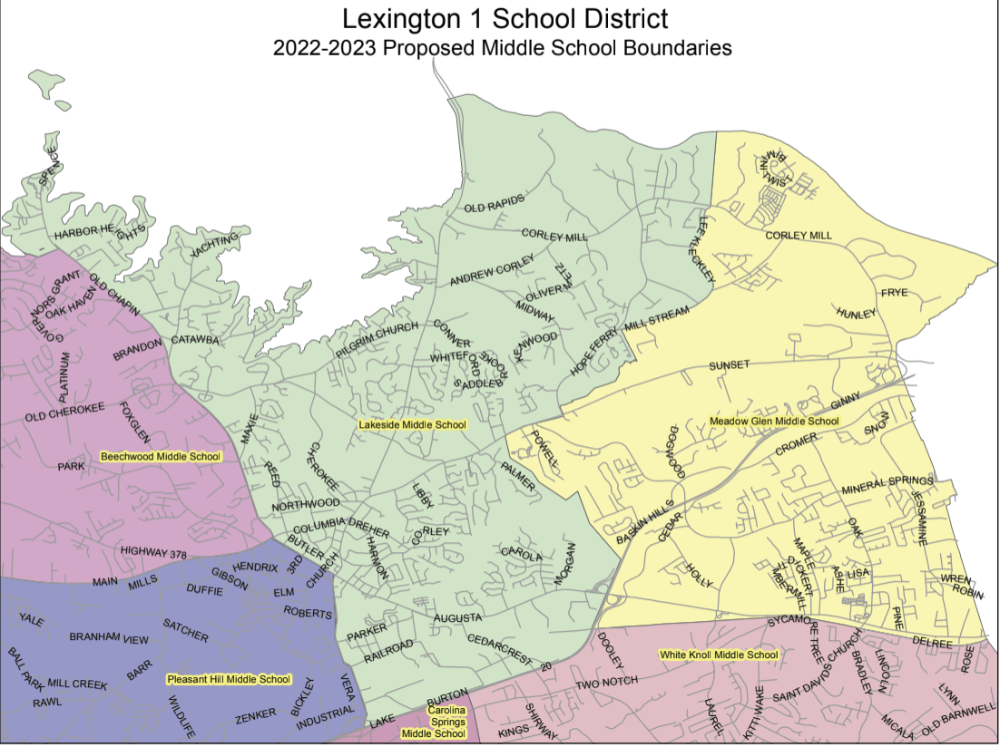 Lexington 1 School District
2022-2023 Proposed Middle School Boundaries
SPENCE
HARBOR HEIGHTS
YACHTING
OLD RAPIDS
CORLEY MILL
LEE KLECKLEY
CORLEY MILL
ANDREW CORLEY
OLIVER
METZ
MIDWAY
GOVERNORS GRANT
OAK HAVEN
OLD CHAPIN
FRYE
HUNLEY
PILGRIM CHURCH
CONNER
MILL STREAM
HOPE FERRY
KENWOOD
WHITEFORD
SADDLEBROOKE
BRANDON
CATAWBA
PLATINUM
SUNSET
OLD CHEROKEE
FOXGLEN
GINNY
SNOW
Lakeside Middle School
Meadow Glen Middle School
MAXIE
POWELL
DOGWOOD
CROMER
Beechwood Middle School
PARK
REED
CHEROKEE
PALMER
LIBBY
MINERAL SPRINGS
JESSAMINE
NORTHWOOD
COLUMBIA
DREHER
CORLEY
BASKIN HILLS
CEDAR
OAK
HIGHWAY 378
BUTLER
HARMON
CAROLA
MORGAN
MAPLE
DYCKERT
TIMBERMILL
ASHE
LISA
HOLLY
WREN
ROBIN
MAIN
MILLS
GIBSON
HENDRIX
3RD
CHURCH
DUFFIE
ELM
ROBERTS
YALE
BRANHAM VIEW
SATCHER
PARKER
AUGUSTA
RAILROAD
CEDARCREST
SYCAMORE TREE
PINE
DELREE
ROSE
DOOLEY
White Knoll Middle School
20
BALL PARK
MILL CREEK
RAWL
BARR
Pleasant Hill Middle School
VERA
TWO NOTCH
SAINT DAVIDS CHURCH
BRADLEY
LINCOLN
LYNN
WILDLIFE
ZENKER
BICKLEY
INDUSTRIAL
LAKE
BURTON
Carolina
Springs
Middle School
KINGS
SHIRWAY
LAUREL
KITTI WAKE
MICALA
OLD BARNWELL